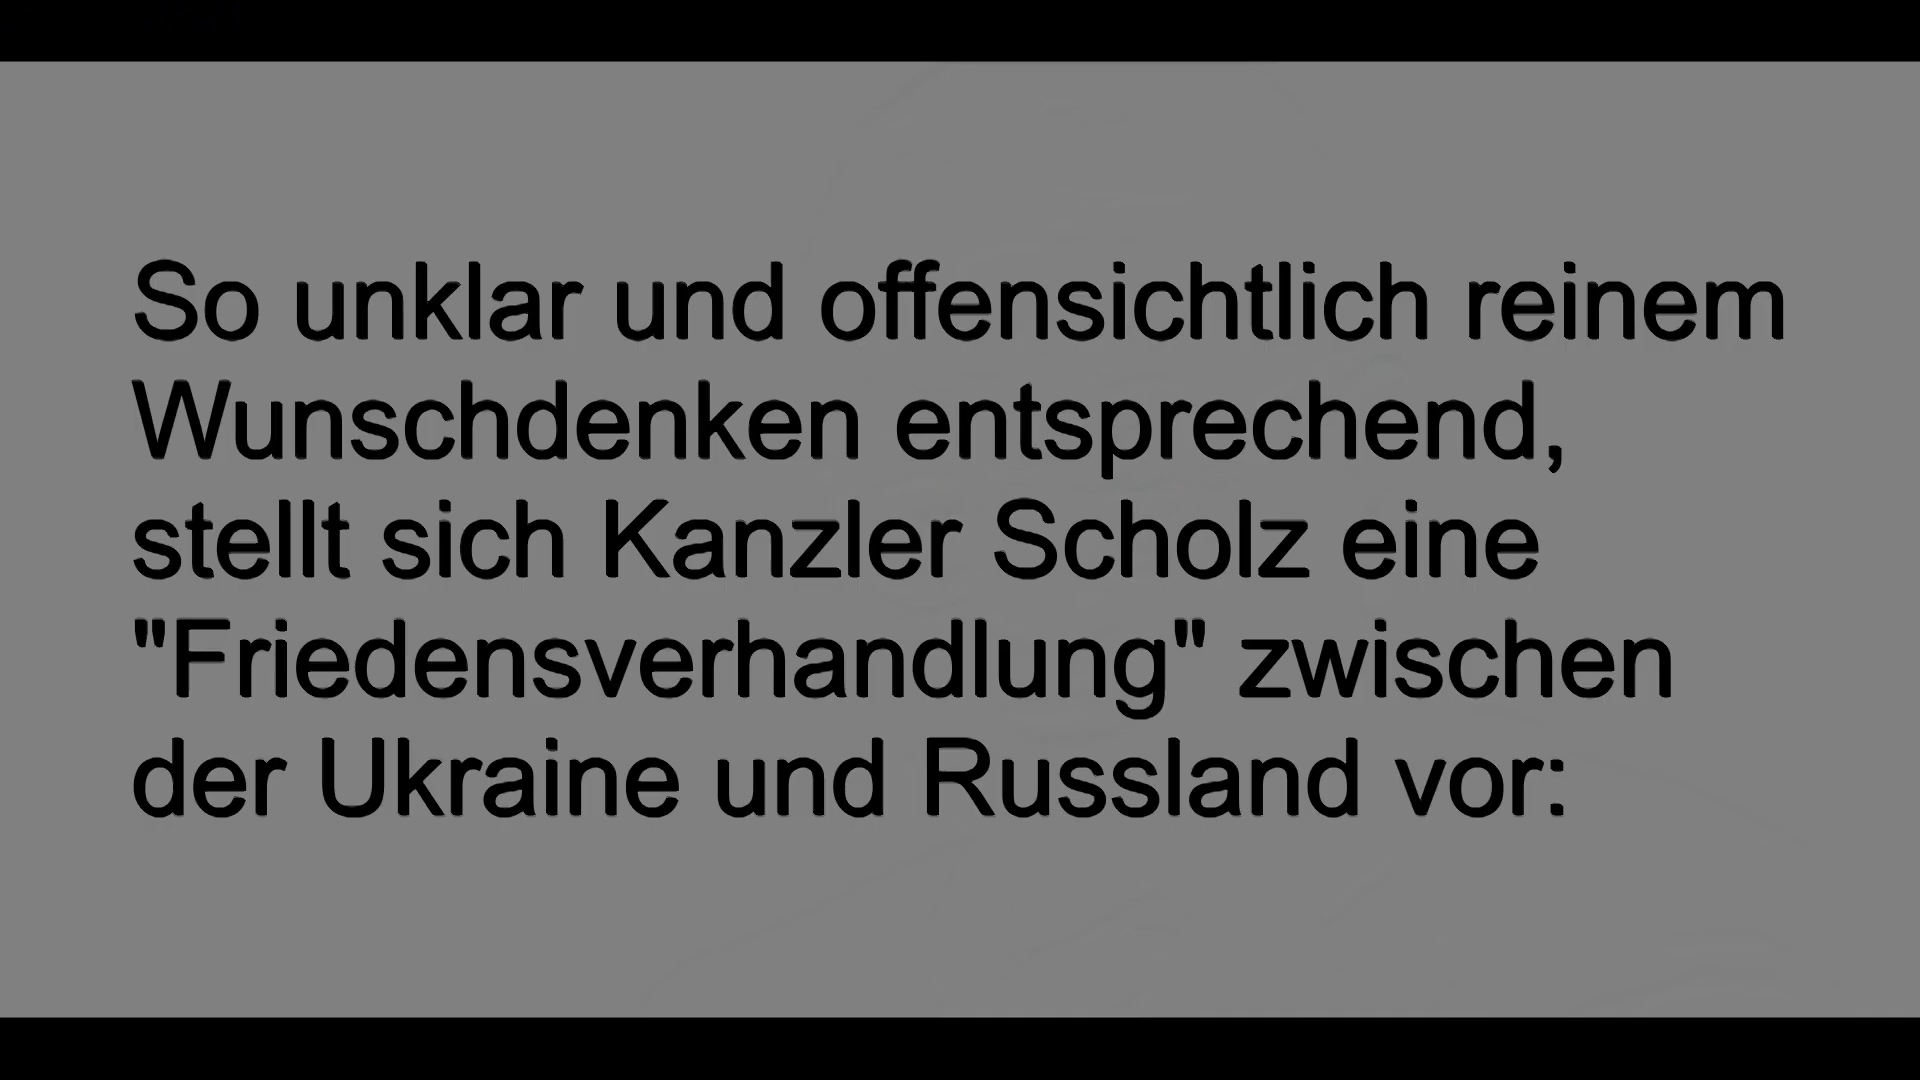 So unklar und offensichtlich reinem
Wunschdenken entsprechend,
stellt sich Kanzler Scholz eine
"Friedensverhandlung" zwischen
der Ukraine und Russland vor: